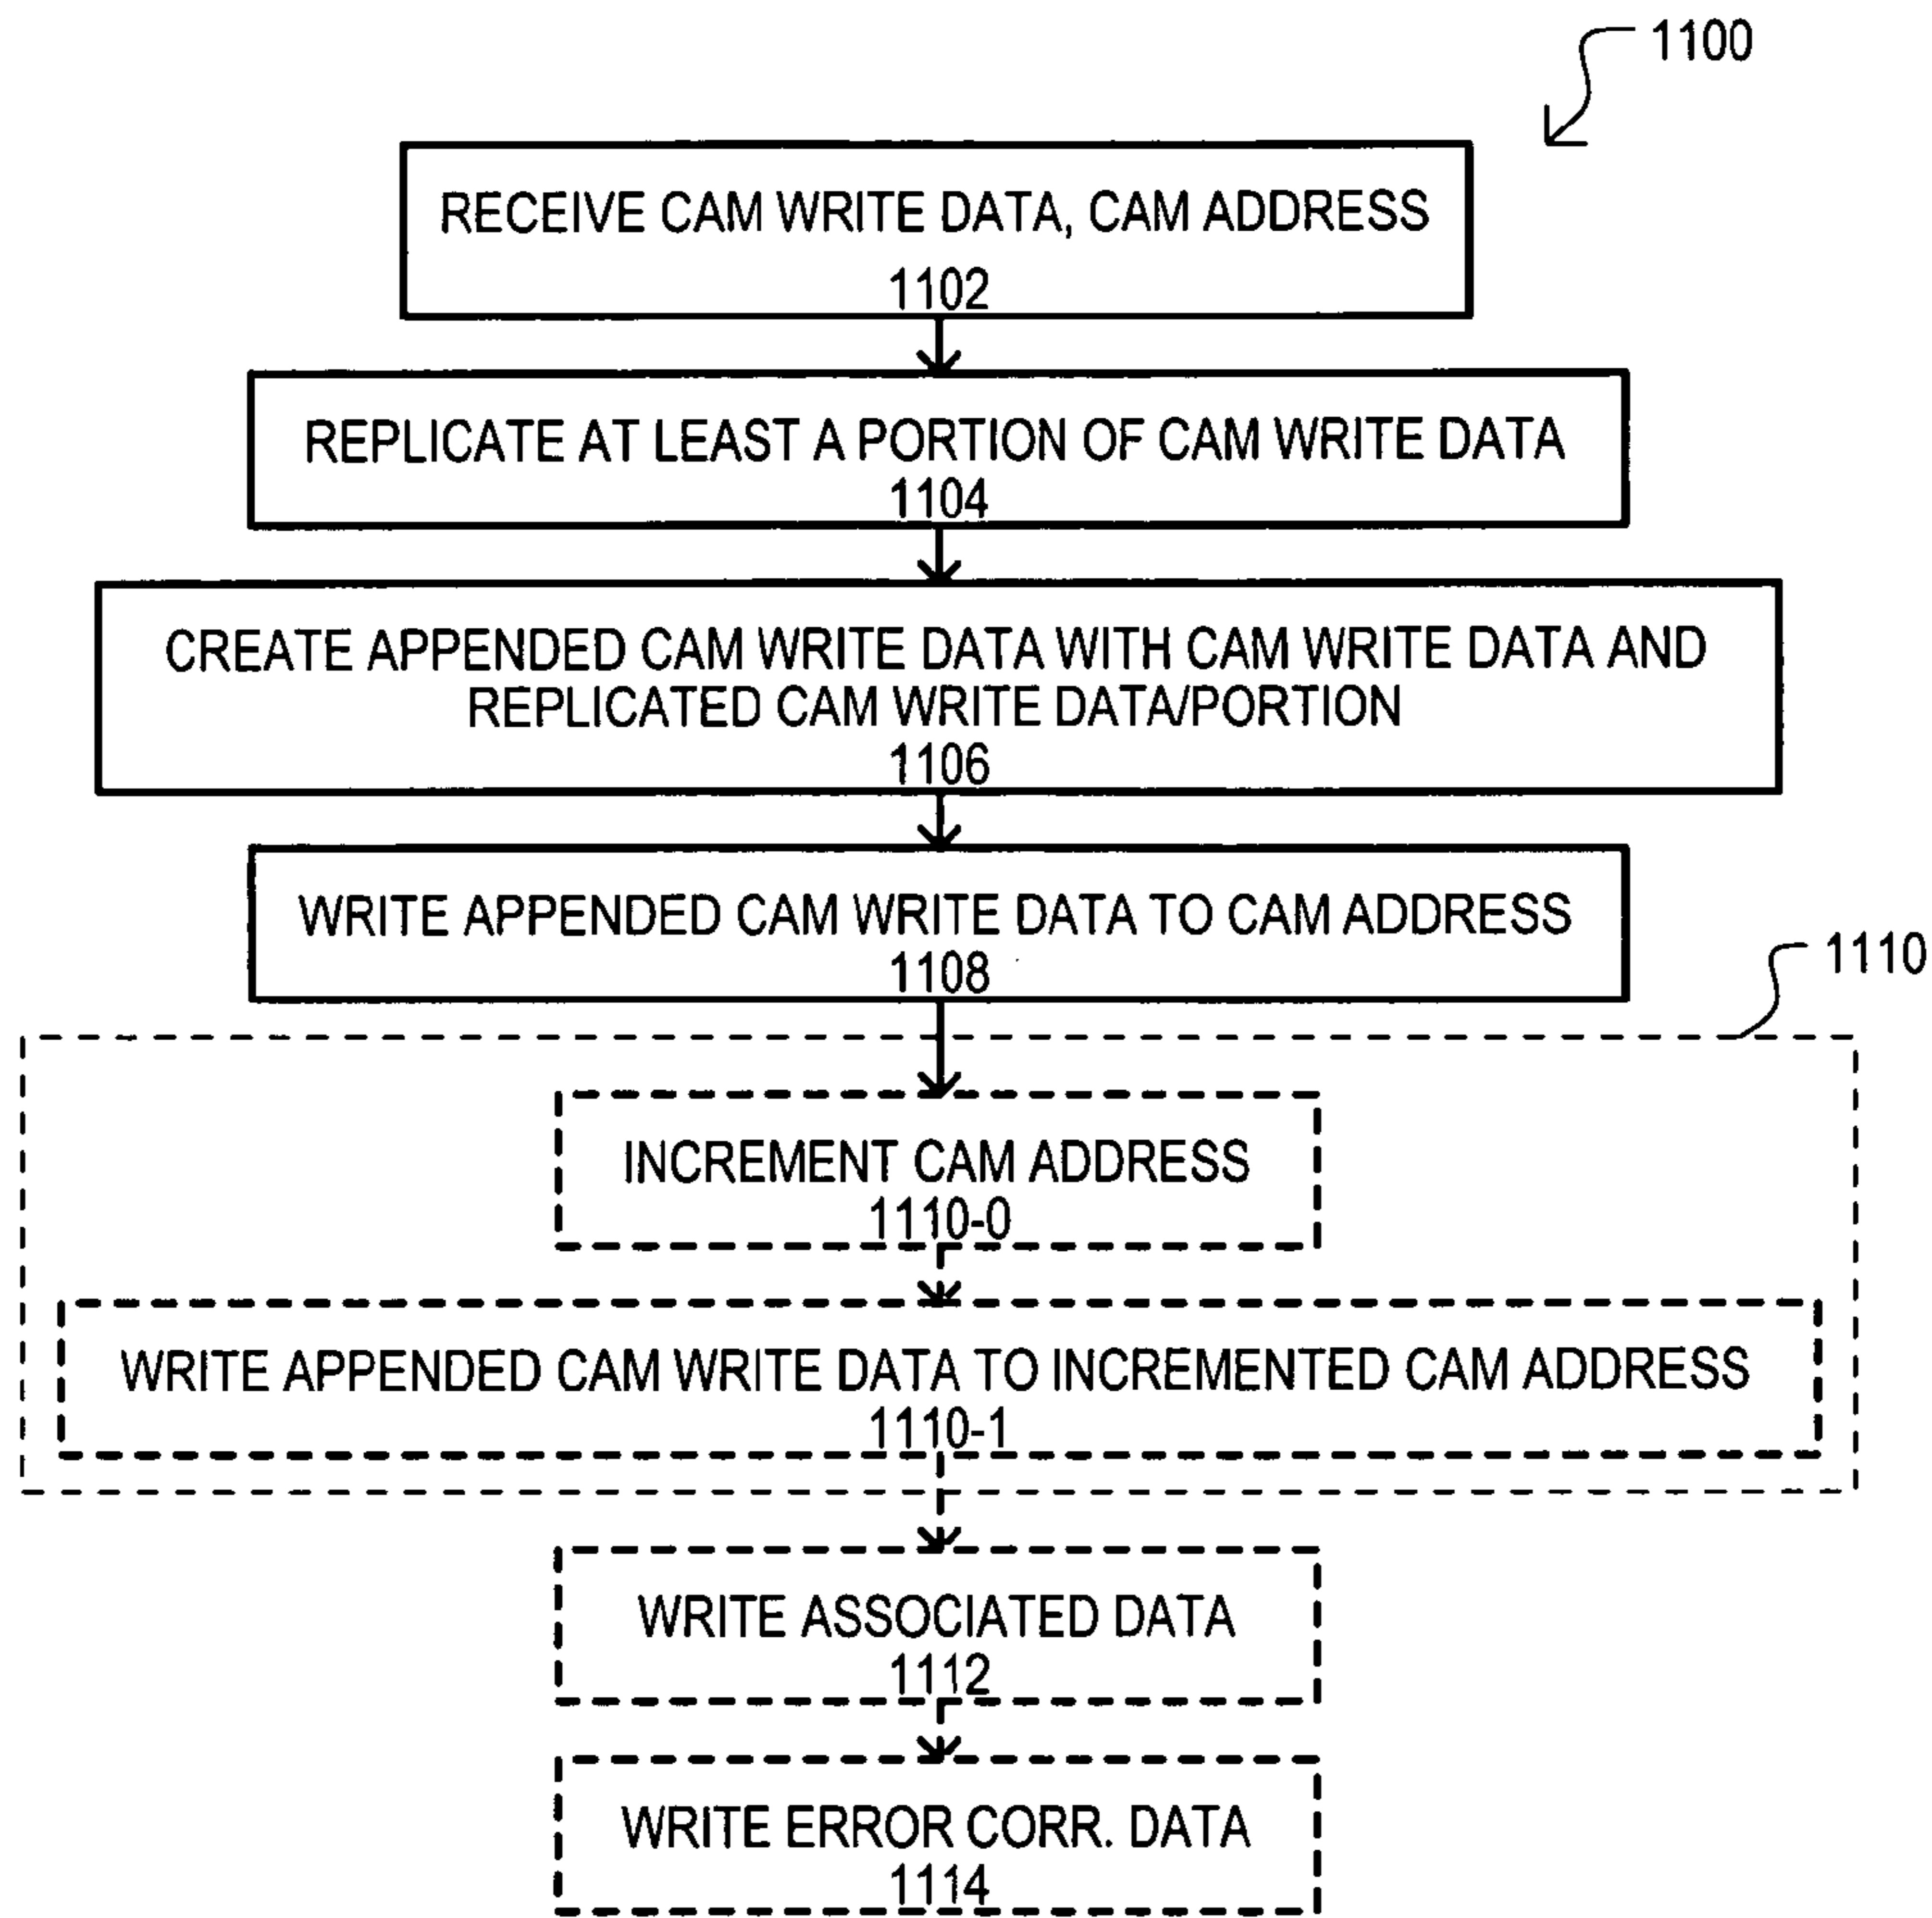 1100
RECEIVE CAM WRITE DATA, CAM ADDRESS
1102
REPLICATE AT LEAST A PORTION OF CAM WRITE DATA
1104
CREATE APPENDED CAM WRITE DATA WITH CAM WRITE DATA AND
REPLICATED CAM WRITE DATA/PORTION
1106
WRITE APPENDED CAM WRITE DATA TO CAM ADDRESS
1108
1110
INCREMENT CAM ADDRESS
1110-0
WRITE APPENDED CAM WRITE DATA TO INCREMENTED CAM ADDRESS
1110-1
WRITE ASSOCIATED DATA
1112
WRITE ERROR CORR. DATA
1114